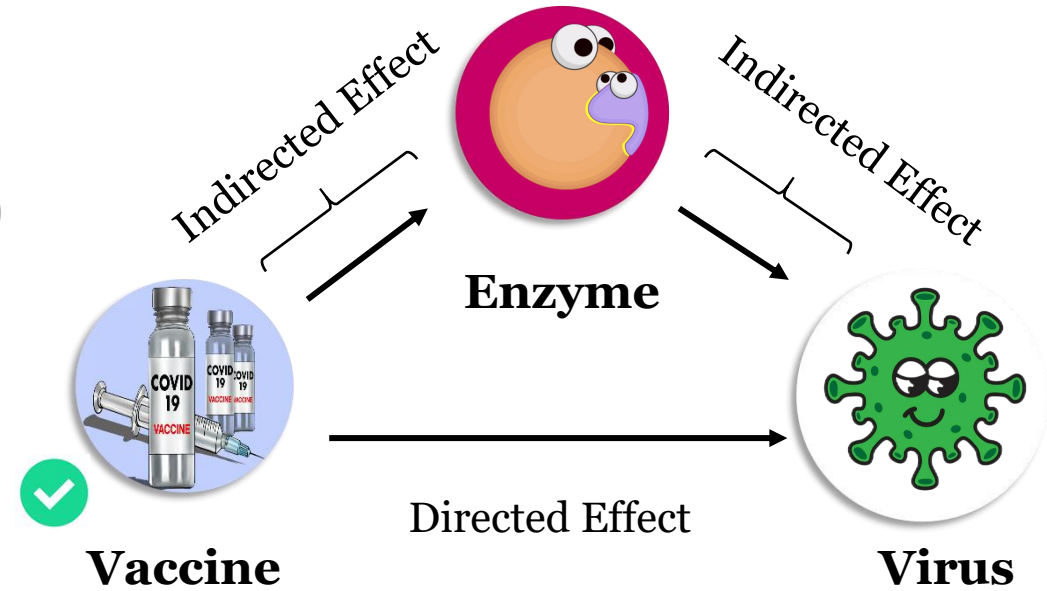 Indirected Effect
Indirected Effect
Enzyme
COVID
19
VACCINE
COVID
19
VACCINE
COVID
19
VACCINE
Directed Effect
Vaccine
Virus